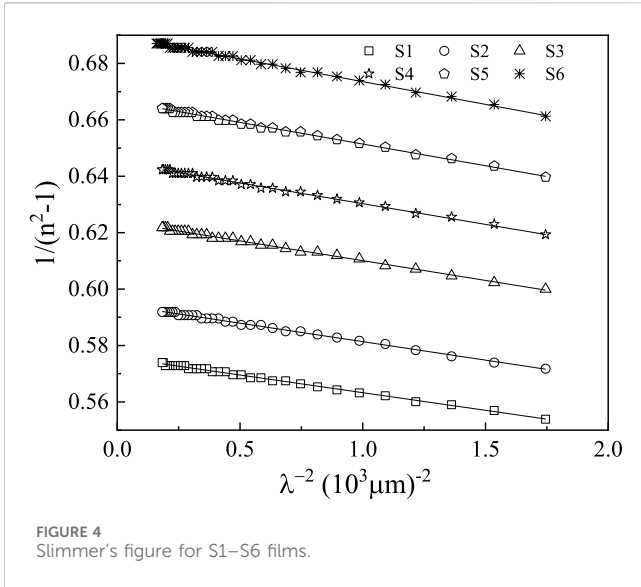 S1 S2 S3
S4 S5 S6
0.68
0.66
0.64
0.62
0.60
0.58
0.56
1/(n²-1)
0.0 0.5 1.0 1.5 2.0
λ⁻² (10³μm)⁻²
FIGURE 4
Slimmer's figure for S1–S6 films.